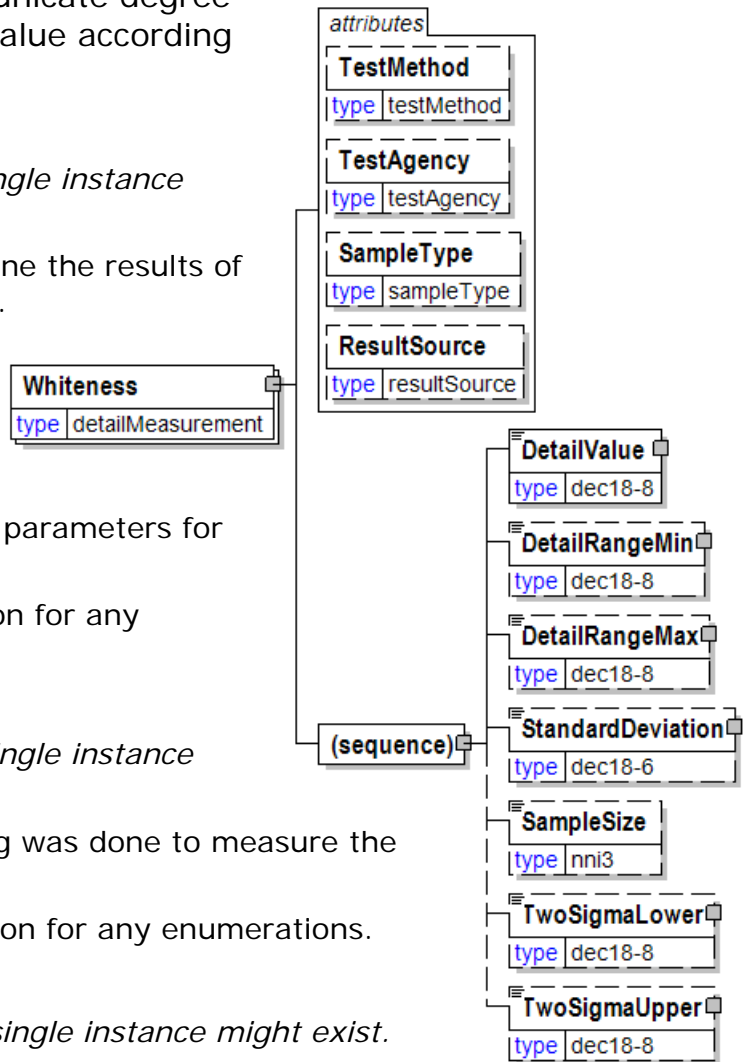 degree
alue according
ngle instance
ne the results of
.
parameters for
on for any
ingle instance
g was done to measure the
on for any enumerations.
single instance might exist.
Whiteness
type detailMeasurement
attributes
TestMethod
type testMethod
TestAgency
type testAgency
SampleType
type sampleType
ResultSource
type resultSource
(sequence)
DetailValue
type dec18-8
DetailRangeMin
type dec18-8
DetailRangeMax
type dec18-8
StandardDeviation
type dec18-6
SampleSize
type nni3
TwoSigmaLower
type dec18-8
TwoSigmaUpper
type dec18-8